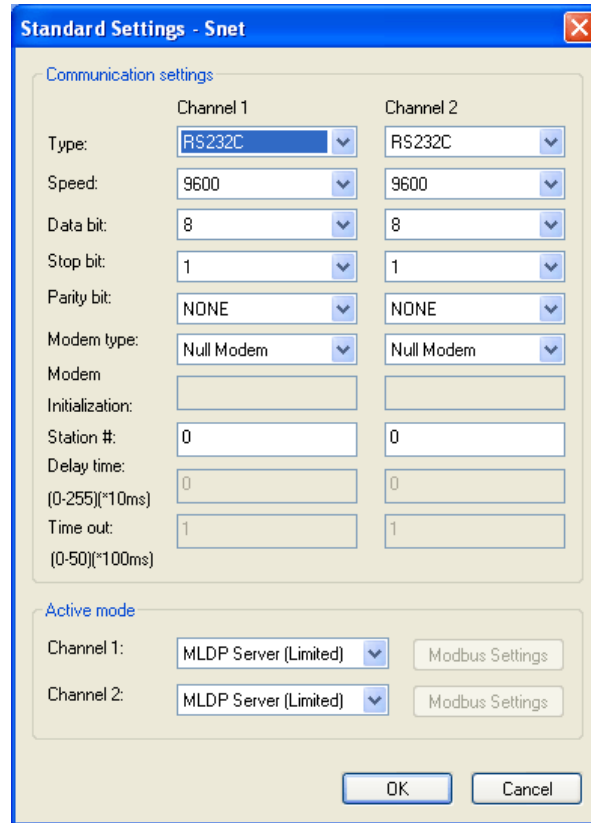 Standard Settings - Snet
Communication settings
Channel 1 Channel 2
Type: RS232C RS232C
Speed: 9600 9600
Data bit: 8 8
Stop bit: 1 1
Parity bit: NONE NONE
Modem type: Null Modem Null Modem
Modem
Initialization:
Station #: 0 0
Delay time:
(0-255)(*10ms) 0 0
Time out: 1 1
(0-50)(*100ms)
Active mode
Channel 1: MLDP Server (Limited) Modbus Settings
Channel 2: MLDP Server (Limited) Modbus Settings
OK Cancel